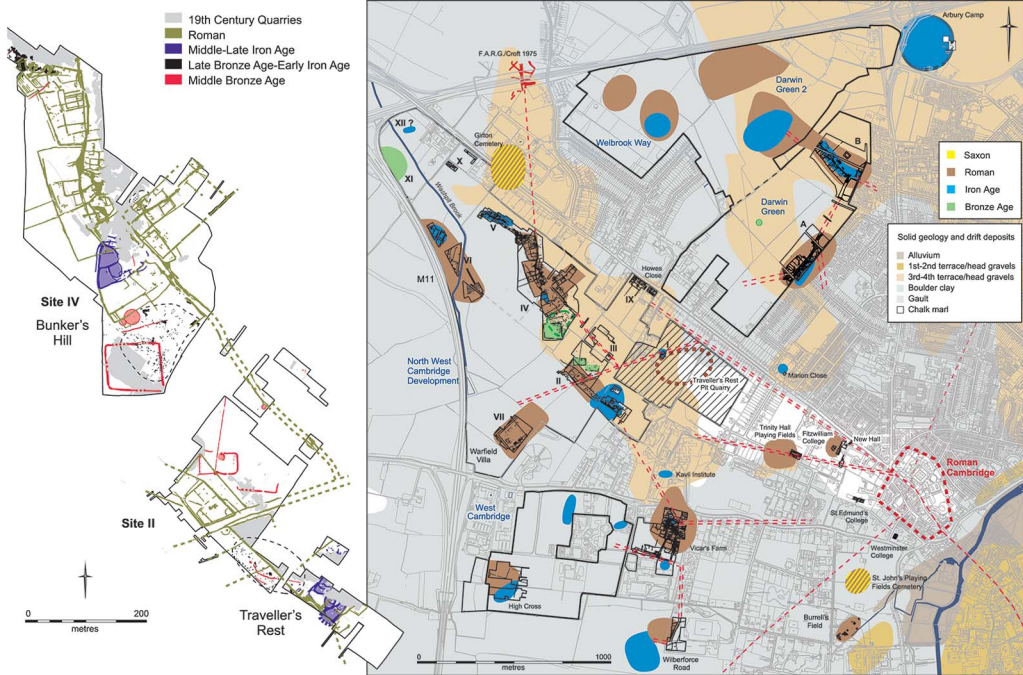 19th Century Quarries
Roman
Middle-Late Iron Age
Late Bronze Age-Early Iron Age
Middle Bronze Age
Site IV
Bunker's
Hill
Site II
Traveller's
Rest
0
200
metres
F.A.R.G./Croft 1975
Arbury Camp
Darwin
Green 2
Welbrook Way
XII ?
Girton
Cemetery
X
XI
Washpit Brook
B
Darwin
Green
A
V
VI
M11
Howes
Close
IX
IV
III
II
North West
Cambridge
Development
Traveller's Rest
Pit Quarry
Marion Close
VII
Warfield
Villa
Trinity Hall
Playing Fields
Fitzwilliam
College
New Hall
Roman
Cambridge
Kavli Institute
West
Cambridge
St Edmund's
College
Vicar's Farm
Westminster
College
St. John's Playing
Fields Cemetery
High Cross
Burrell's
Field
Wilberforce
Road
0
1000
metres
Saxon
Roman
Iron Age
Bronze Age
Solid geology and drift deposits
Alluvium
1st-2nd terrace/head gravels
3rd-4th terrace/head gravels
Boulder clay
Gault
Chalk marl